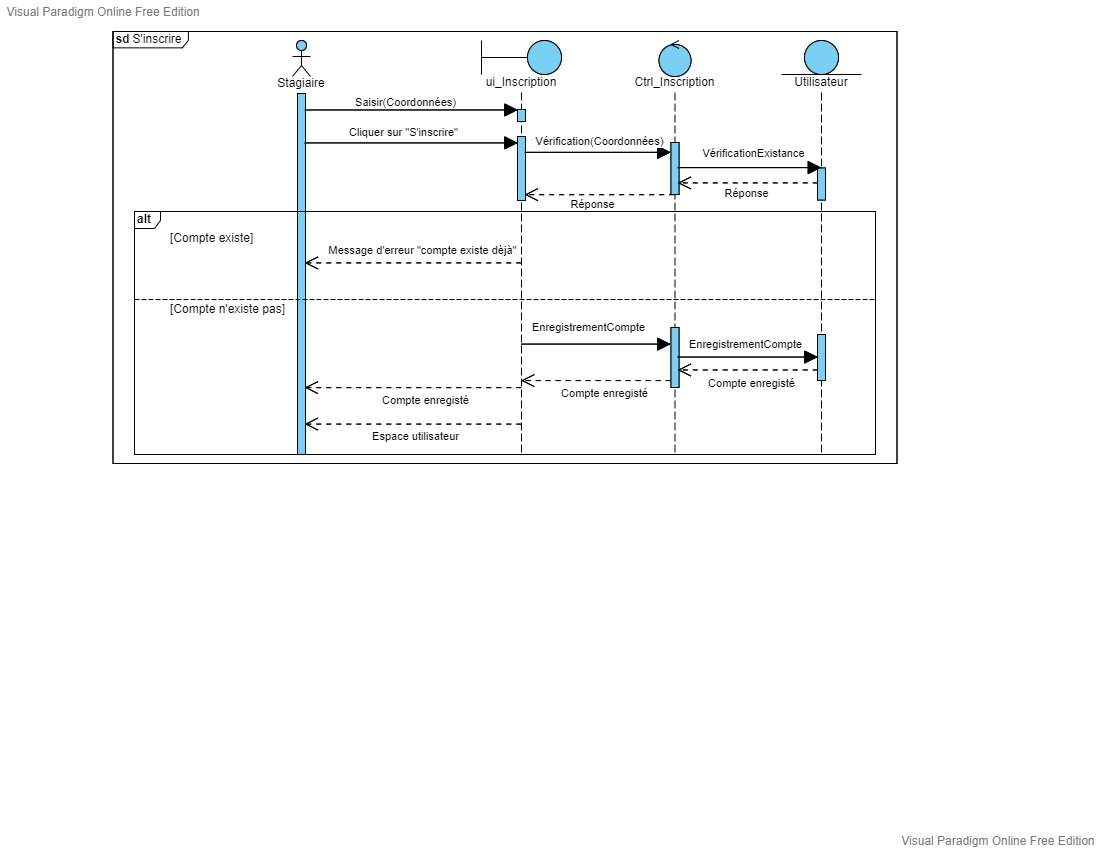 Visual Paradigm Online Free Edition
sd S'inscrire
Stagiaire
ui_Inscription
Ctrl_Inscription
Utilisateur
Saisir(Coordonnées)
Cliquer sur "S'inscrire"
Vérification(Coordonnées)
VérificationExistance
Réponse
Réponse
alt
[Compte existe]
Message d'erreur "compte existe dèjà"
[Compte n'existe pas]
EnregistrementCompte
EnregistrementCompte
Compte enregisté
Compte enregisté
Compte enregisté
Espace utilisateur
Visual Paradigm Online Free Edition